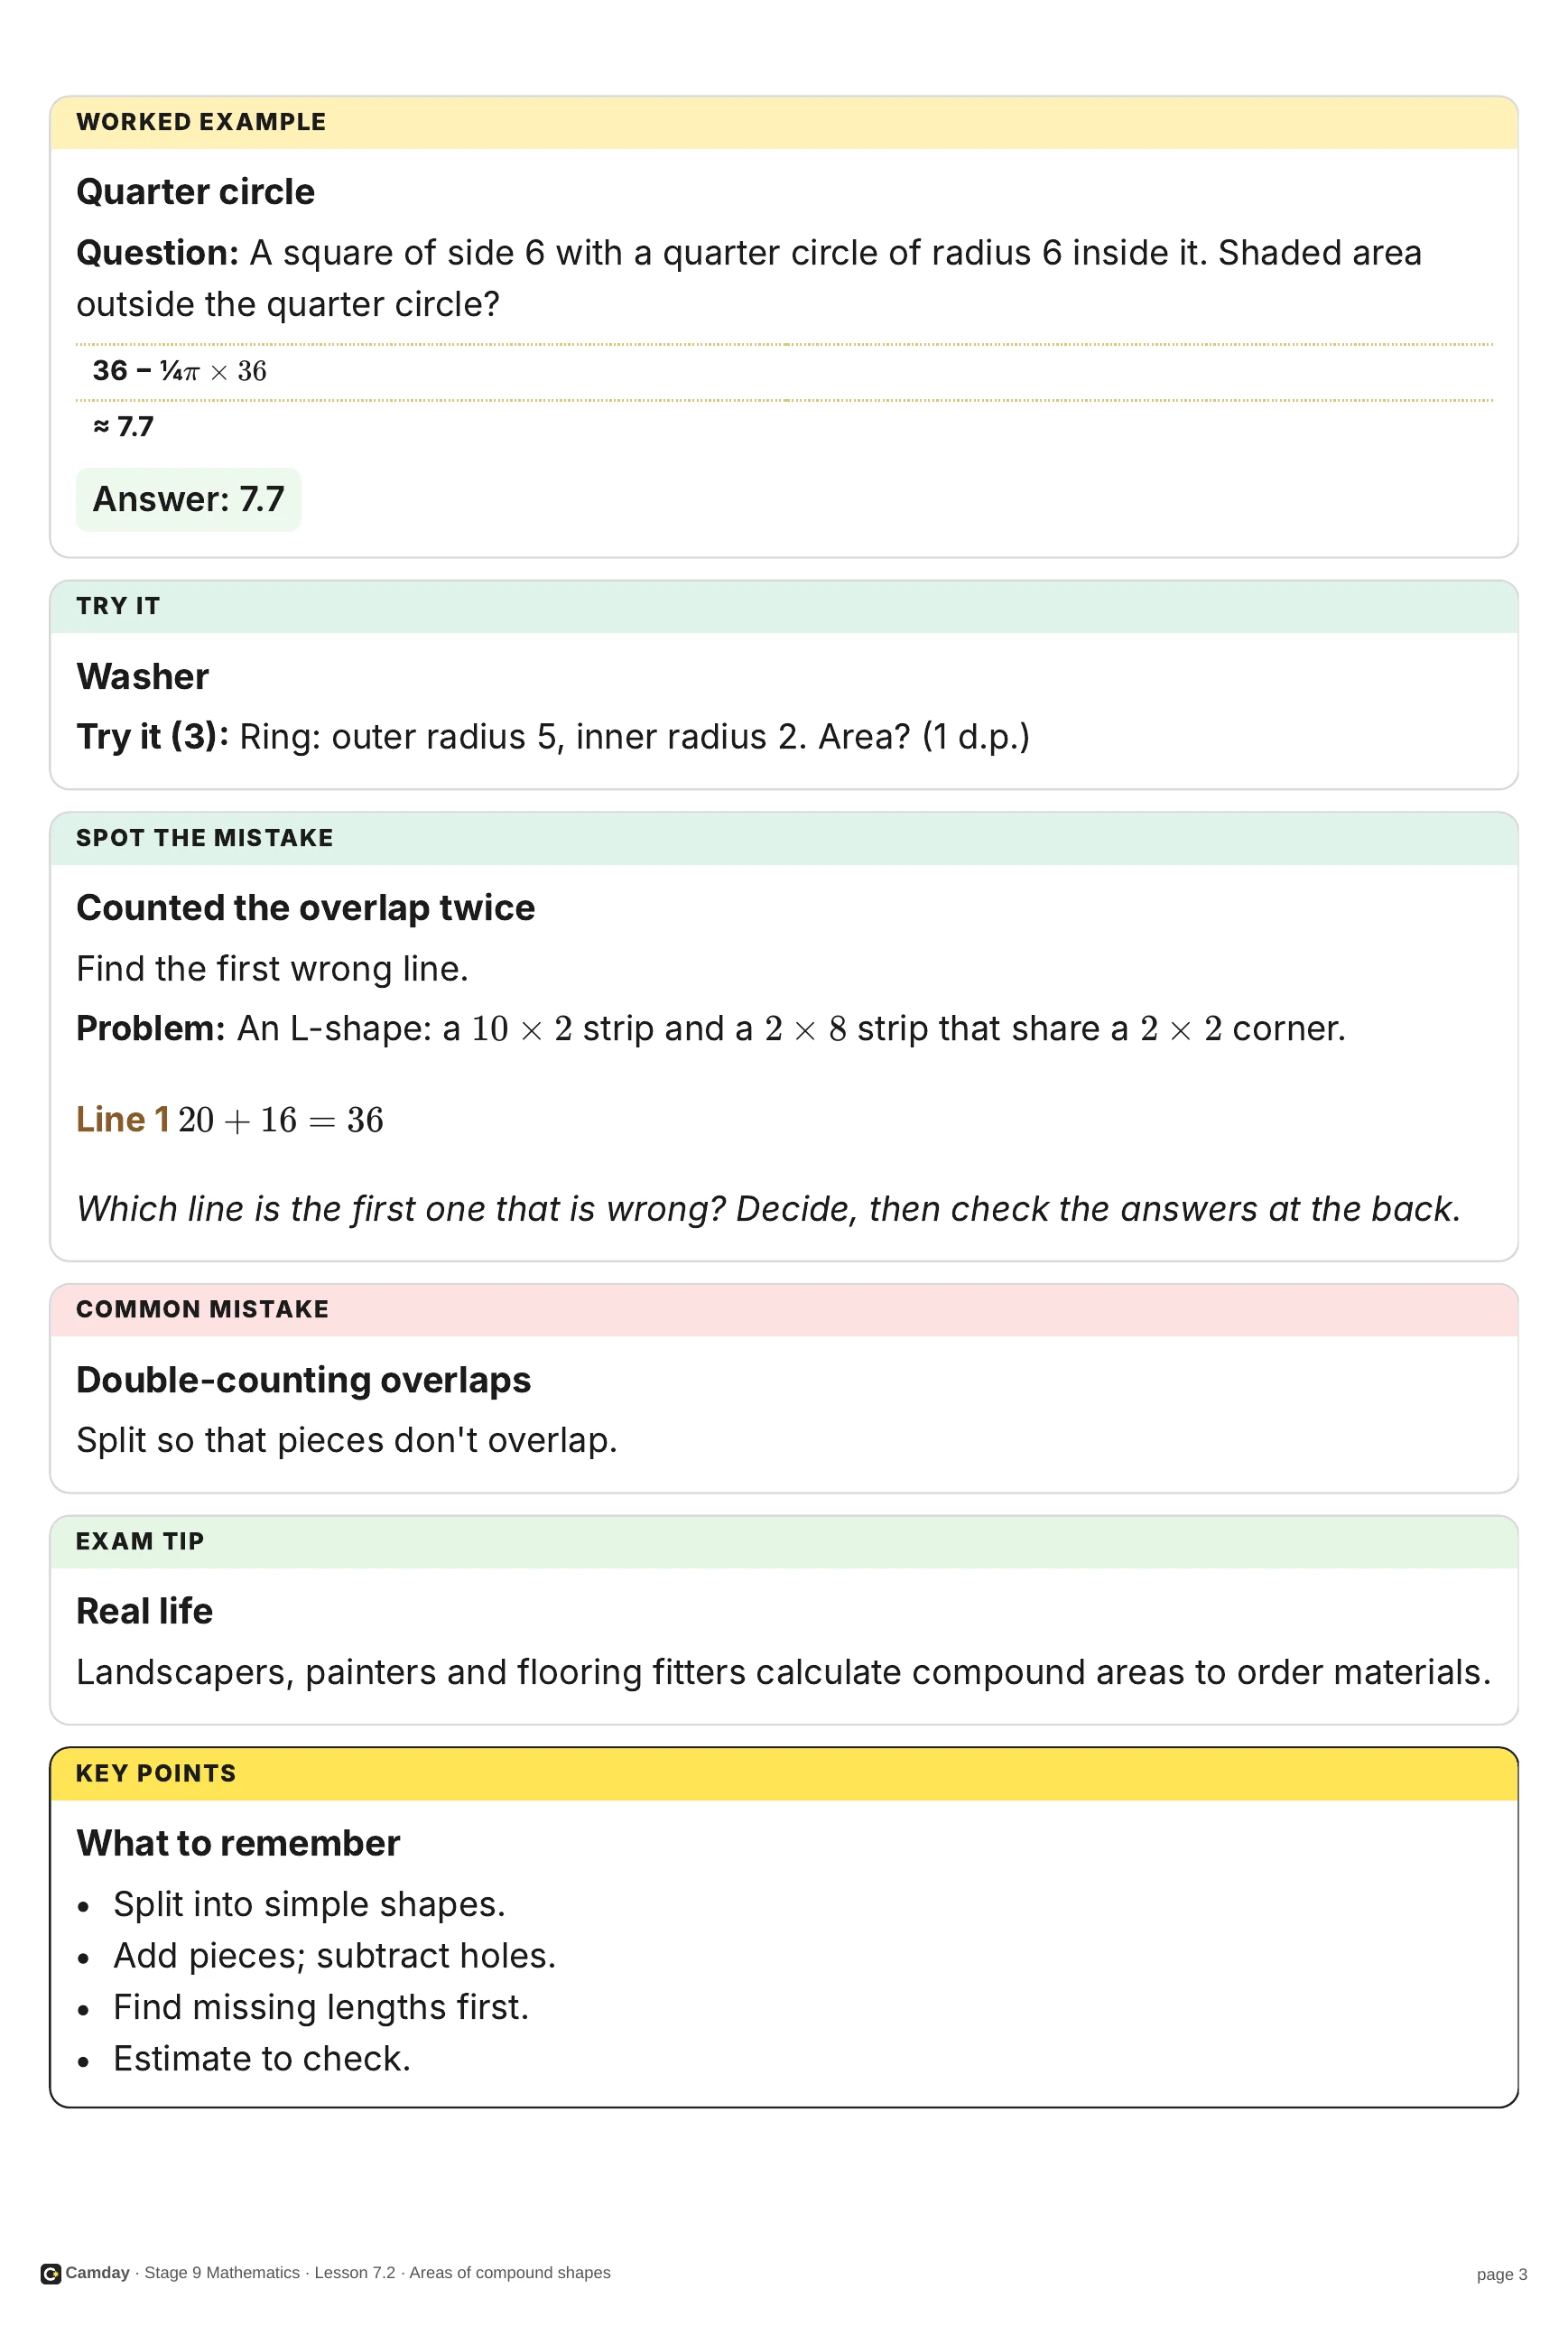 WORKED EXAMPLE
Quarter circle
Question: A square of side 6 with a quarter circle of radius 6 inside it. Shaded area
outside the quarter circle?
36 − ¼π × 36
≈ 7.7
Answer: 7.7
TRY IT
Washer
Try it (3): Ring: outer radius 5, inner radius 2. Area? (1 d.p.)
SPOT THE MISTAKE
Counted the overlap twice
Find the first wrong line.
Problem: An L-shape: a 10 × 2 strip and a 2 × 8 strip that share a 2 × 2 corner.
Line 1 20 + 16 = 36
Which line is the first one that is wrong? Decide, then check the answers at the back.
COMMON MISTAKE
Double-counting overlaps
Split so that pieces don't overlap.
EXAM TIP
Real life
Landscapers, painters and flooring fitters calculate compound areas to order materials.
KEY POINTS
What to remember
• Split into simple shapes.
• Add pieces; subtract holes.
• Find missing lengths first.
• Estimate to check.
Camday · Stage 9 Mathematics · Lesson 7.2 · Areas of compound shapes
page 3